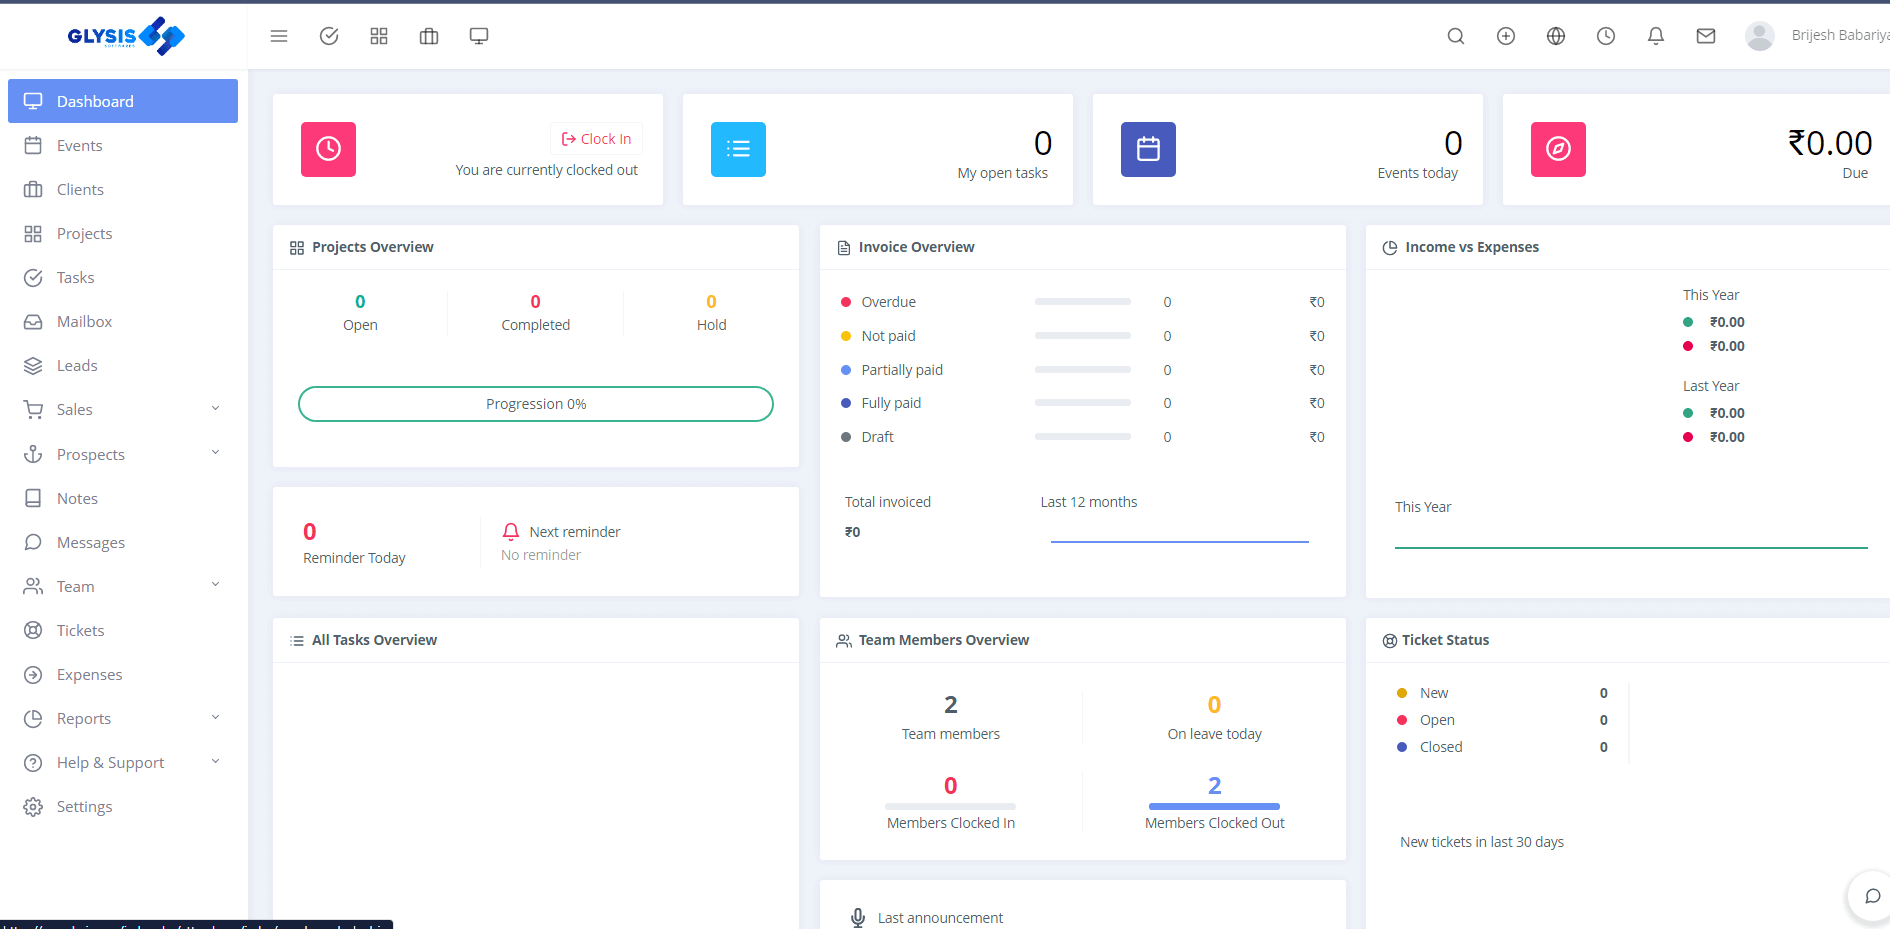 GLYSIS
SOFTWARES
Brijesh Babariya
Dashboard
Events
Clients
Projects
Tasks
Mailbox
Leads
Sales
Prospects
Notes
Messages
Team
Tickets
Expenses
Reports
Help & Support
Settings
Clock In
You are currently clocked out
0
My open tasks
0
Events today
₹0.00
Due
Projects Overview
0 0 0
Open Completed Hold
Progression 0%
0
Reminder Today
Next reminder
No reminder
Invoice Overview
Overdue 0 ₹0
Not paid 0 ₹0
Partially paid 0 ₹0
Fully paid 0 ₹0
Draft 0 ₹0
Total invoiced Last 12 months
₹0
Income vs Expenses
This Year
₹0.00
₹0.00
Last Year
₹0.00
₹0.00
This Year
All Tasks Overview
Team Members Overview
2 0
Team members On leave today
0 2
Members Clocked In Members Clocked Out
Last announcement
Ticket Status
New 0
Open 0
Closed 0
New tickets in last 30 days